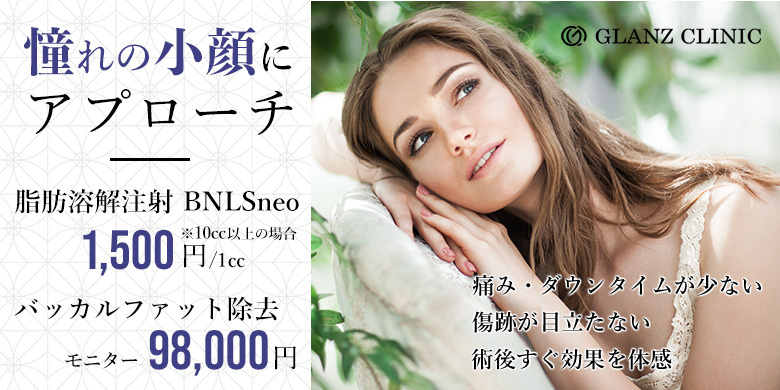 憧れの小顔に
アプローチ
脂肪溶解注射 BNLSneo
1,500円/1cc ※10cc以上の場合
バッカルファット除去
モニター 98,000円
GLANZ CLINIC
痛み・ダウンタイムが少ない
傷跡が目立たない
術後すぐ効果を体感